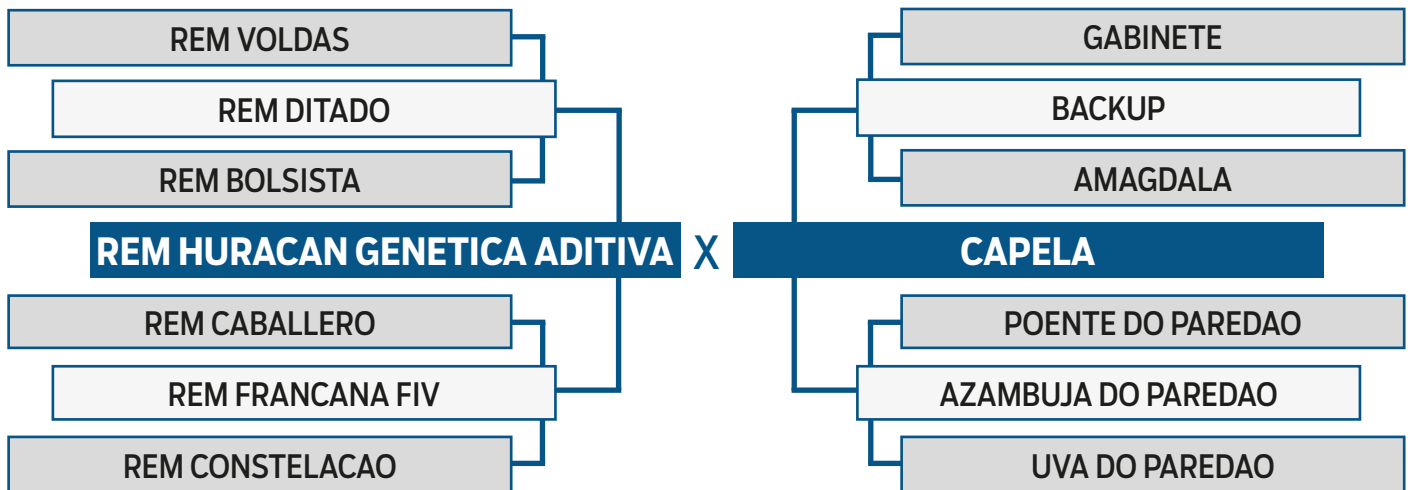 REM VOLDAS
REM DITADO
REM BOLSISTA
REM HURACAN GENETICA ADITIVA X CAPELA
REM CABALLERO
REM FRANCANA FIV
REM CONSTELACAO
GABINETE
BACKUP
AMAGDALA
POENTE DO PAREDAO
AZAMBUJA DO PAREDAO
UVA DO PAREDAO